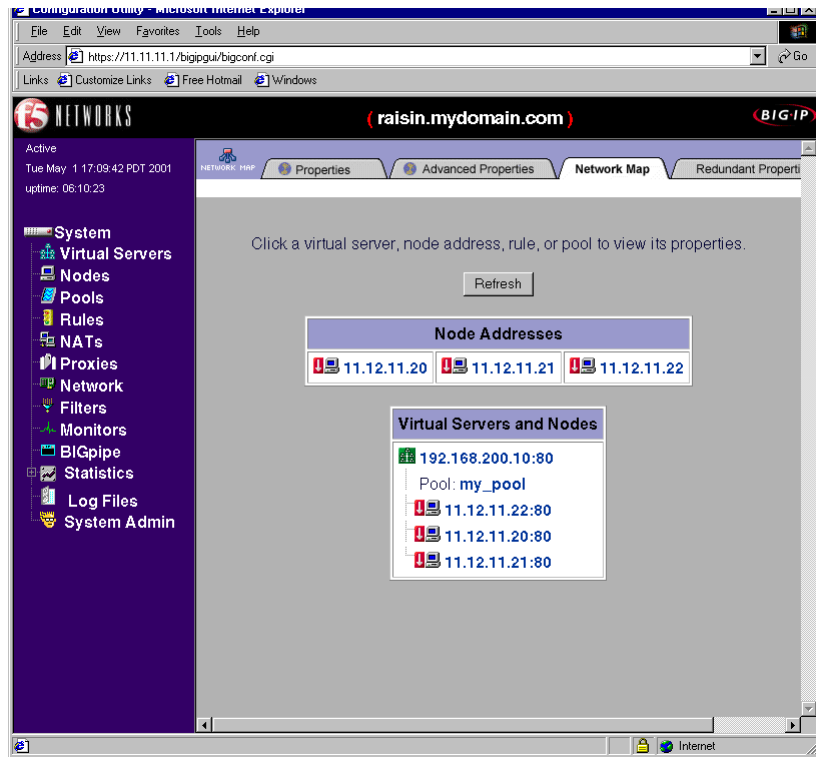 Configuration Utility - Microsoft Internet Explorer
File Edit View Favorites Tools Help
Address https://11.11.11.1/bigipgui/bigconf.cgi Go
Links Customize Links Free Hotmail Windows
f5 NETWORKS
( raisin.mydomain.com )
BIG-IP
Active
Tue May 1 17:09:42 PDT 2001
uptime: 06:10:23
System
Virtual Servers
Nodes
Pools
Rules
NATs
Proxies
Network
Filters
Monitors
BIGpipe
Statistics
Log Files
System Admin
NETWORK MAP Properties Advanced Properties Network Map Redundant Properti
Click a virtual server, node address, rule, or pool to view its properties.
Refresh
Node Addresses
11.12.11.20 11.12.11.21 11.12.11.22
Virtual Servers and Nodes
192.168.200.10:80
Pool: my_pool
11.12.11.22:80
11.12.11.20:80
11.12.11.21:80
Internet